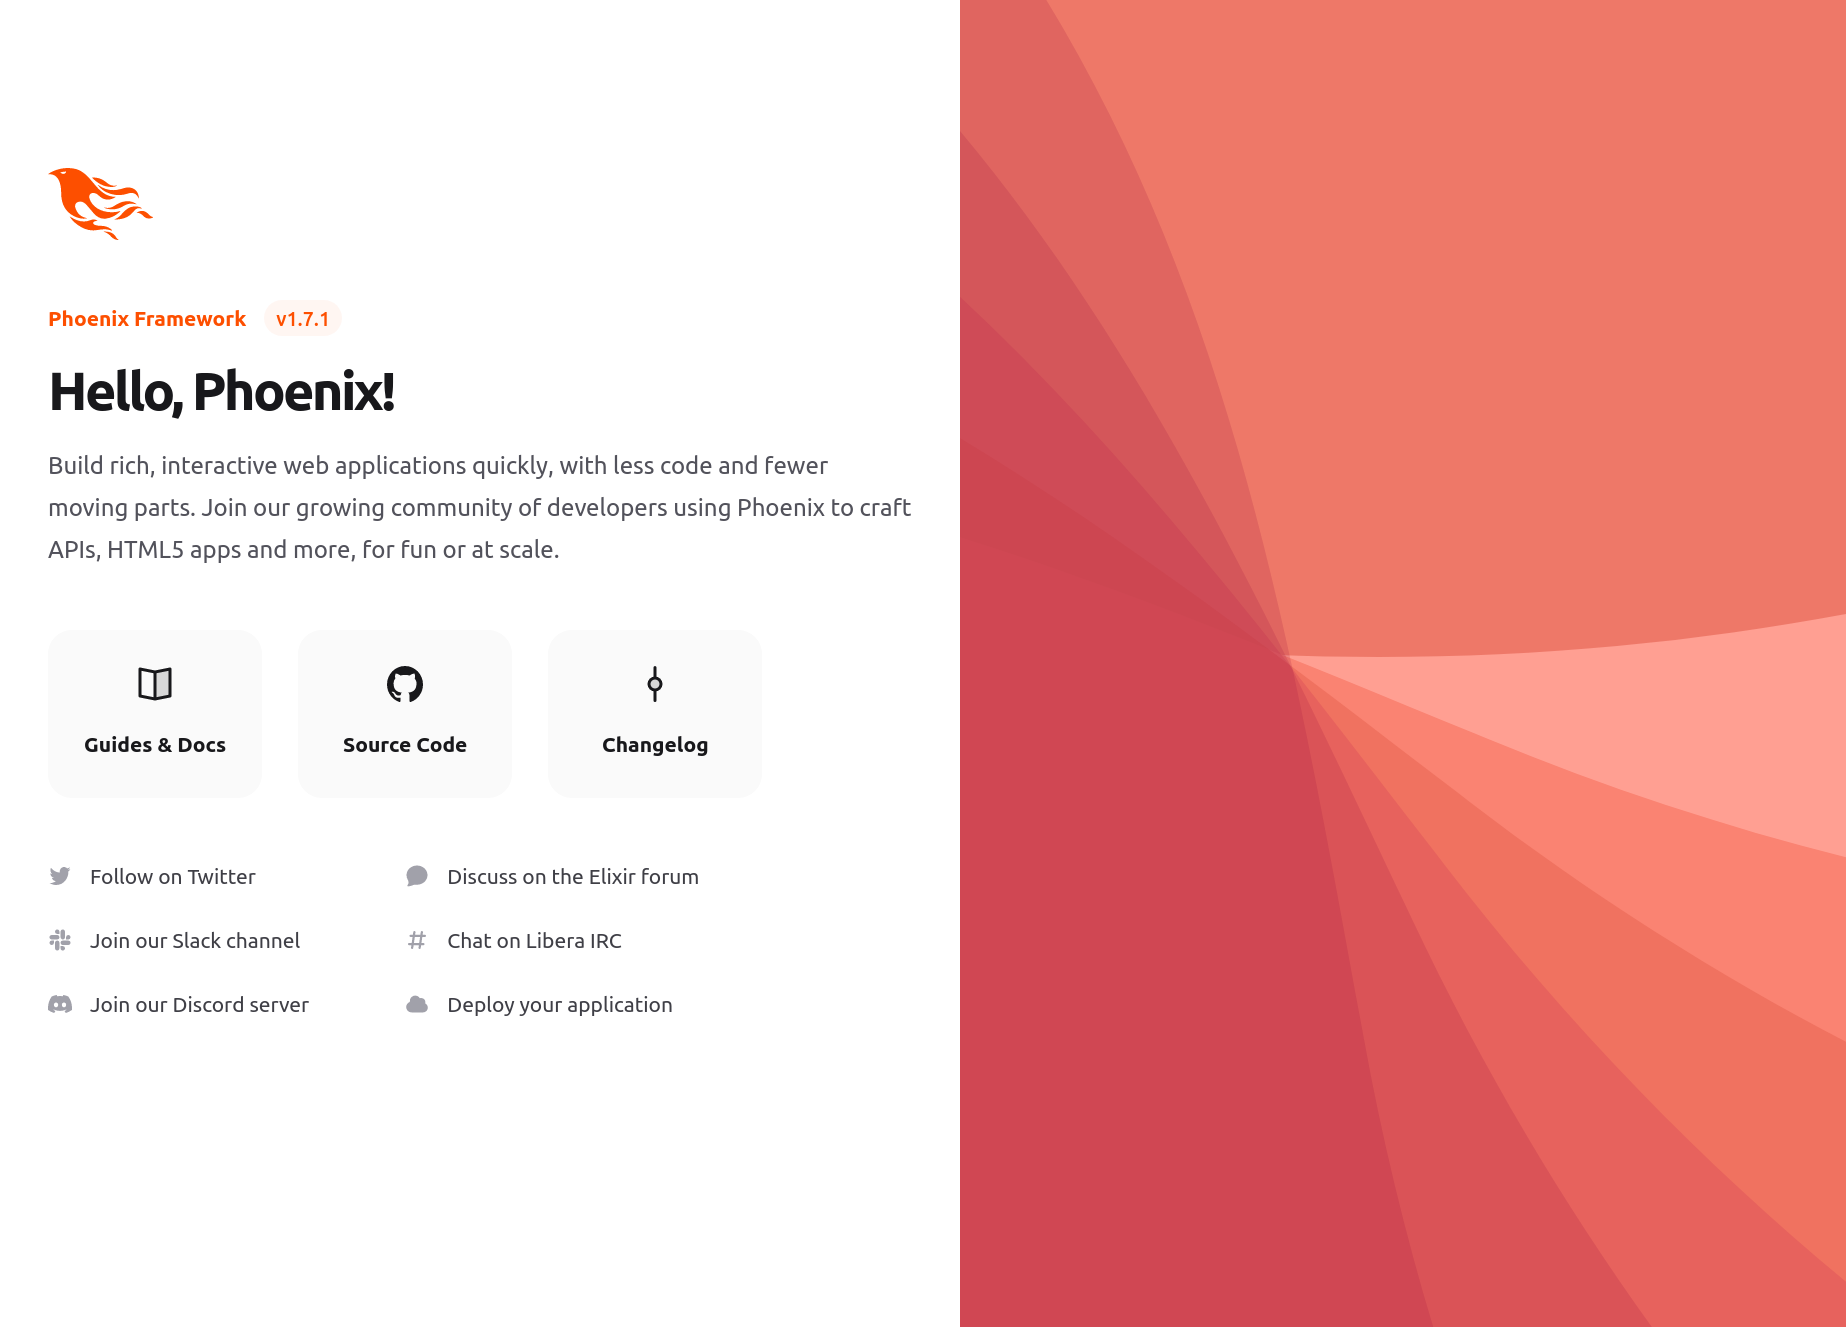 Phoenix Framework v1.7.1
Hello, Phoenix!
Build rich, interactive web applications quickly, with less code and fewer
moving parts. Join our growing community of developers using Phoenix to craft
APIs, HTML5 apps and more, for fun or at scale.
Guides & Docs
Source Code
Changelog
Follow on Twitter
Discuss on the Elixir forum
Join our Slack channel
Chat on Libera IRC
Join our Discord server
Deploy your application